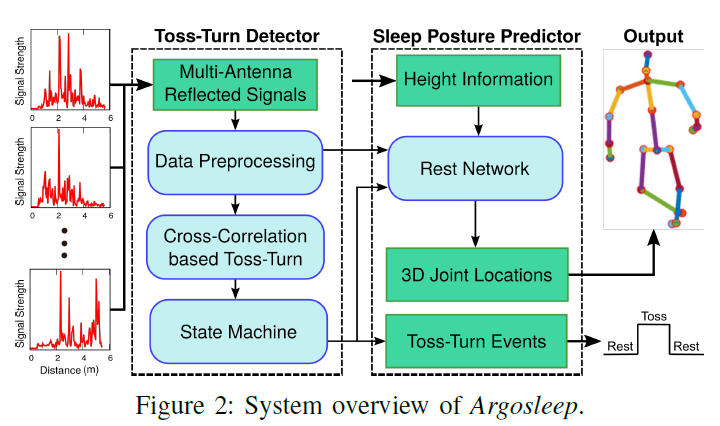 Toss-Turn Detector
Sleep Posture Predictor
Output
Signal Strength
0 2 4 6
Signal Strength
0 2 4 6
Signal Strength
0 2 4 6
Distance (m)
Multi-Antenna
Reflected Signals
Data Preprocessing
Cross-Correlation
based Toss-Turn
State Machine
Height Information
Rest Network
3D Joint Locations
Toss-Turn Events
Toss
Rest Rest
Figure 2: System overview of Argosleep.